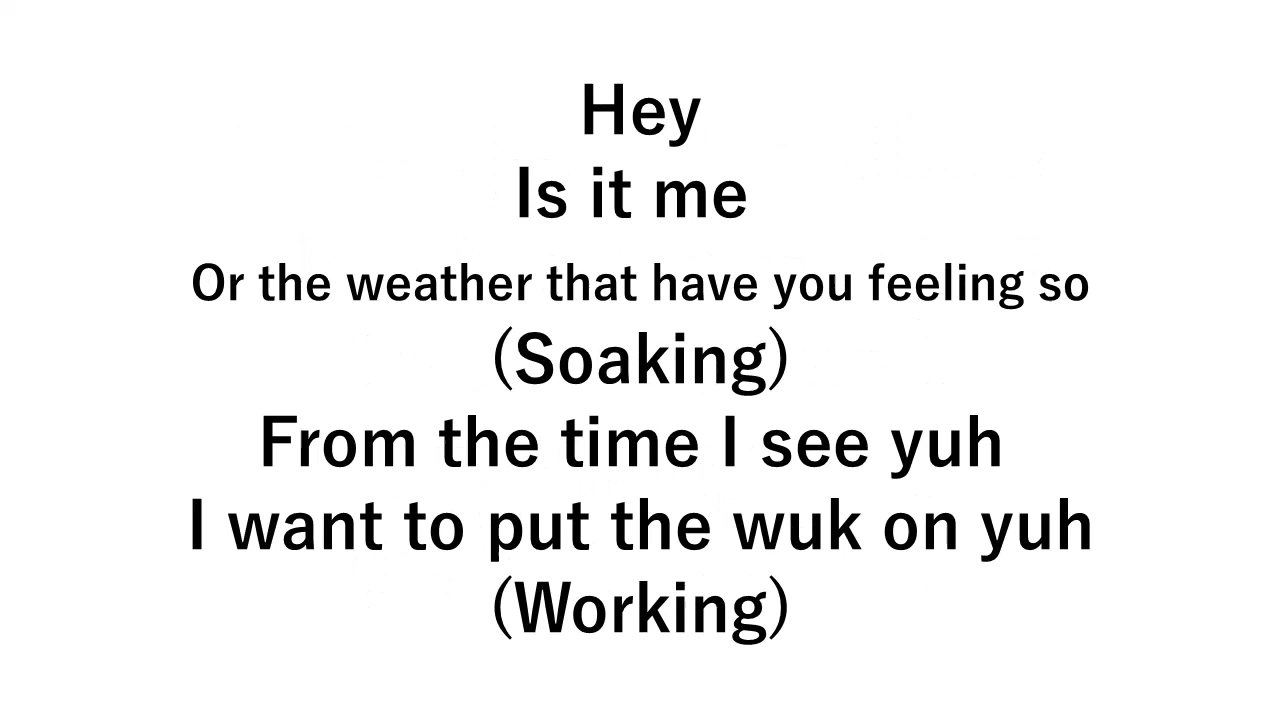 Hey
Is it me
Or the weather that have you feeling so
(Soaking)
From the time I see yuh
I want to put the wuk on yuh
(Working)